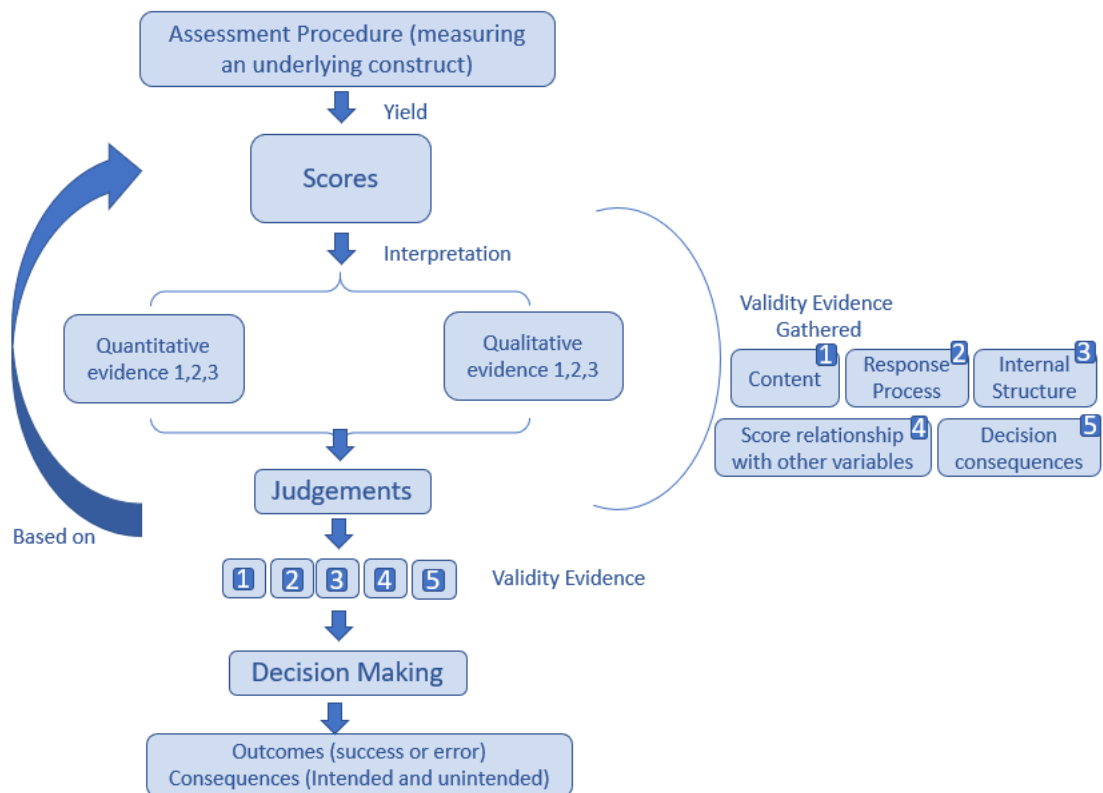 Assessment Procedure (measuring
an underlying construct)
Yield
Scores
Interpretation
Quantitative
evidence 1,2,3
Qualitative
evidence 1,2,3
Validity Evidence
Gathered
1
Content
2
Response
Process
3
Internal
Structure
4
Score relationship
with other variables
5
Decision
consequences
Judgements
Based on
1 2 3 4 5
Validity Evidence
Decision Making
Outcomes (success or error)
Consequences (Intended and unintended)